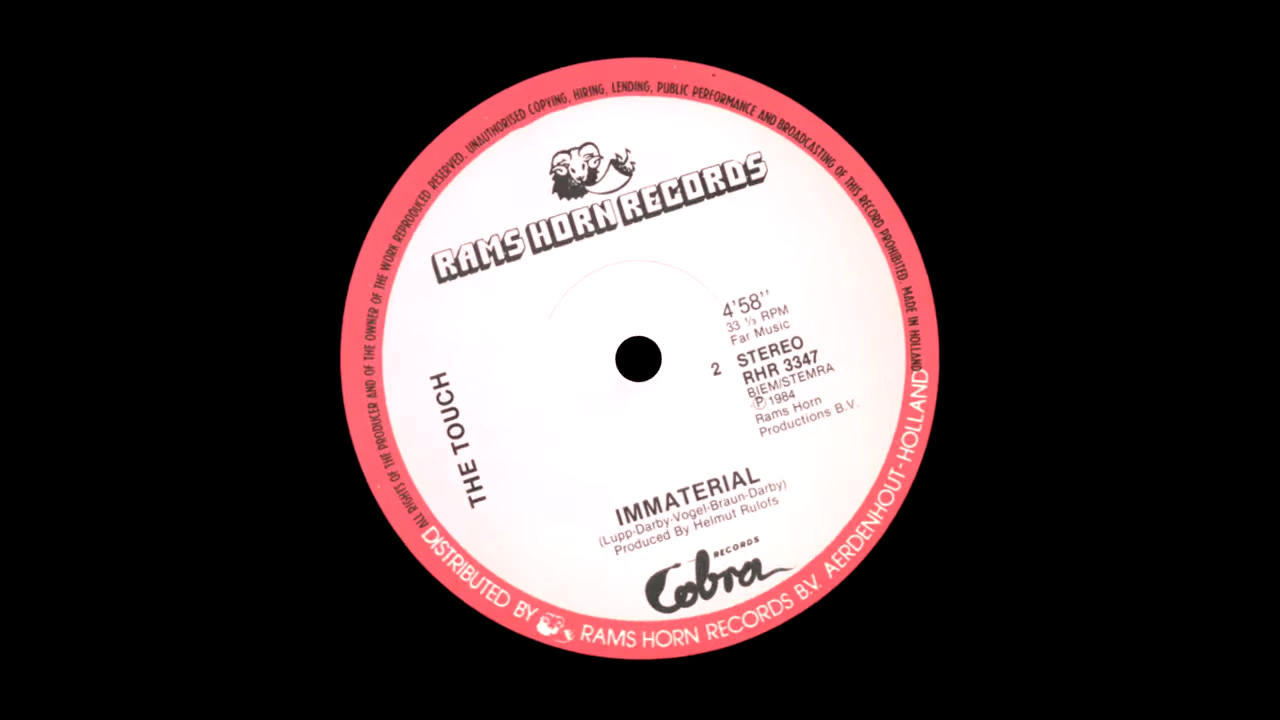 ALL RIGHTS OF THE PRODUCER AND OF THE OWNER OF THE WORK REPRODUCED RESERVED. UNAUTHORISED COPYING, HIRING, LENDING, PUBLIC PERFORMANCE AND BROADCASTING OF THIS RECORD PROHIBITED. MADE IN HOLLAND
RAMS HORN RECORDS
4'58''
33 ⅓ RPM
Far Music
2 STEREO
RHR 3347
BIEM/STEMRA
Ⓟ 1984
Rams Horn
Productions B.V.
THE TOUCH
IMMATERIAL
(Lupp-Darby-Vogel-Braun-Darby)
Produced By Helmut Rulofs
Cobra RECORDS
DISTRIBUTED BY RAMS HORN RECORDS B.V. AERDENHOUT-HOLLAND